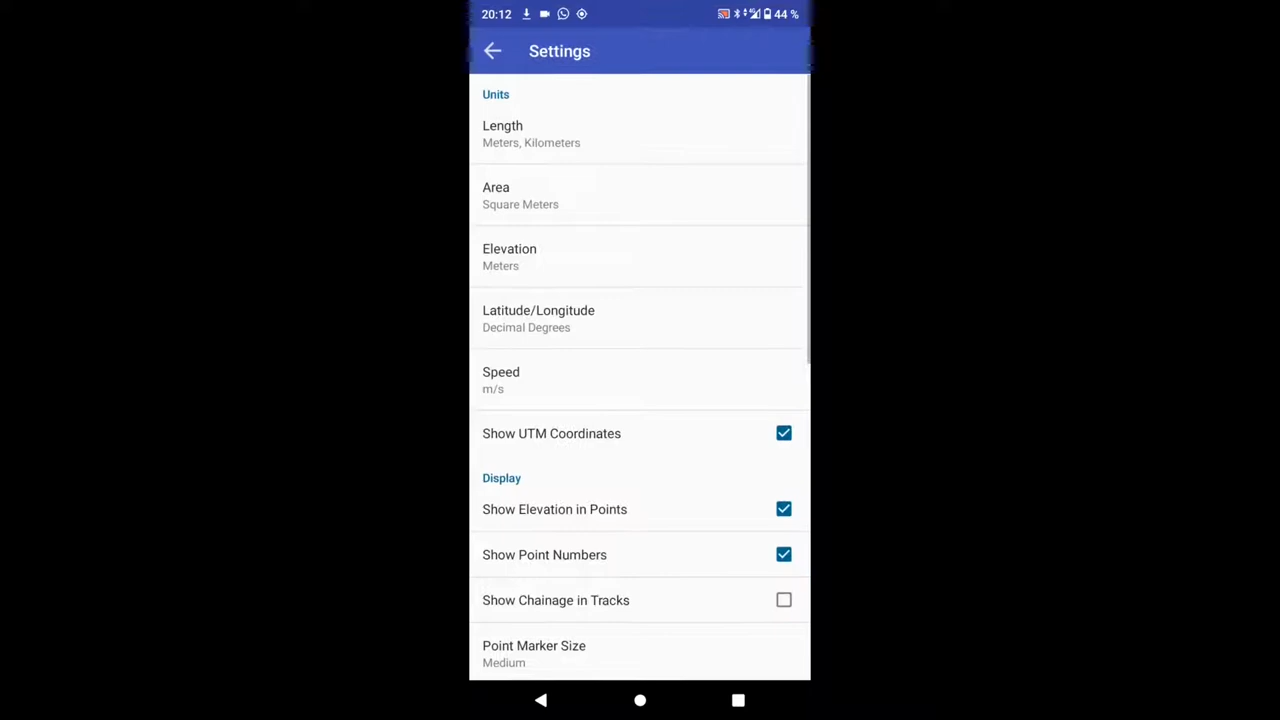 20:12
44 %
Settings
Units
Length
Meters, Kilometers
Area
Square Meters
Elevation
Meters
Latitude/Longitude
Decimal Degrees
Speed
m/s
Show UTM Coordinates
Display
Show Elevation in Points
Show Point Numbers
Show Chainage in Tracks
Point Marker Size
Medium